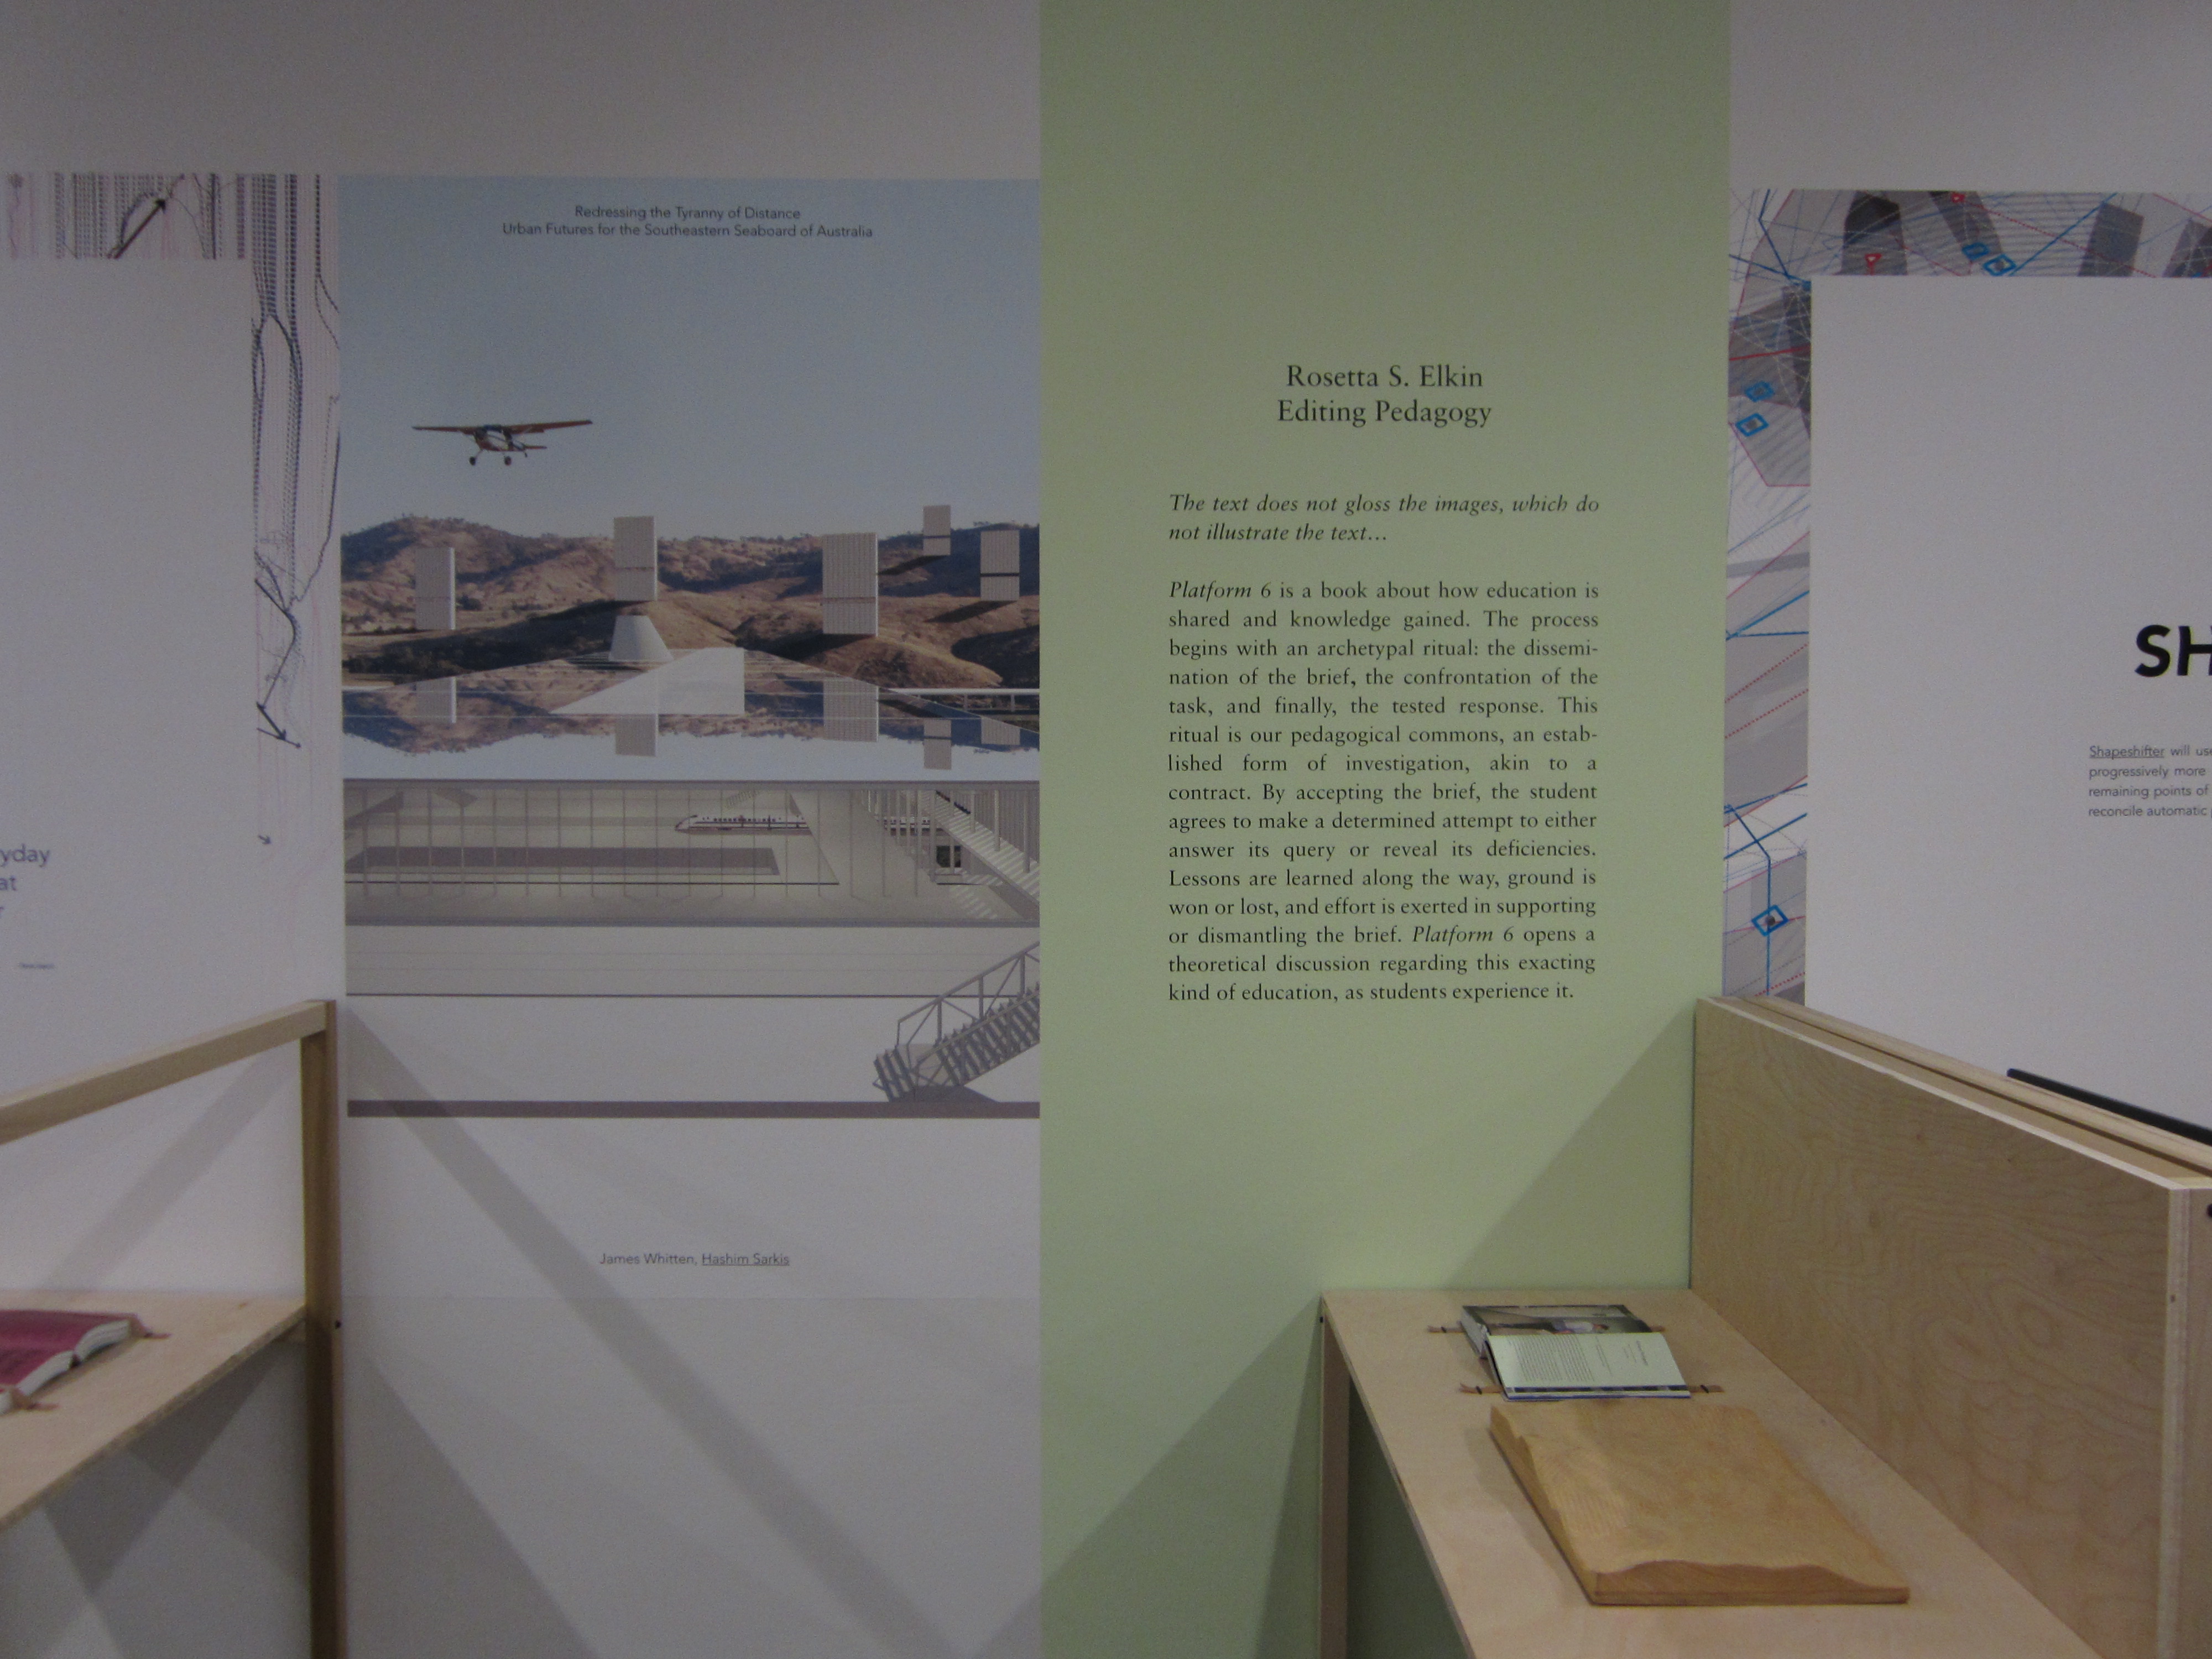 yday
at
Redressing the Tyranny of Distance
Urban Futures for the Southeastern Seaboard of Australia
James Whitten, Hashim Sarkis
Rosetta S. Elkin
Editing Pedagogy
The text does not gloss the images, which do
not illustrate the text...
Platform 6 is a book about how education is
shared and knowledge gained. The process
begins with an archetypal ritual: the dissemi-
nation of the brief, the confrontation of the
task, and finally, the tested response. This
ritual is our pedagogical commons, an estab-
lished form of investigation, akin to a
contract. By accepting the brief, the student
agrees to make a determined attempt to either
answer its query or reveal its deficiencies.
Lessons are learned along the way, ground is
won or lost, and effort is exerted in supporting
or dismantling the brief. Platform 6 opens a
theoretical discussion regarding this exacting
kind of education, as students experience it.
SH
Shapeshifter will us
progressively more
remaining points of
reconcile automatic